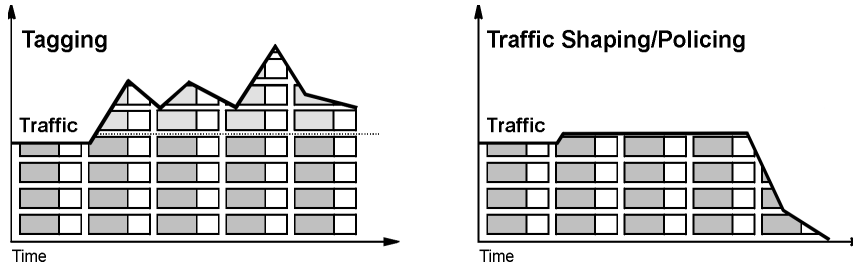 Tagging
Traffic
Time
Traffic Shaping/Policing
Traffic
Time